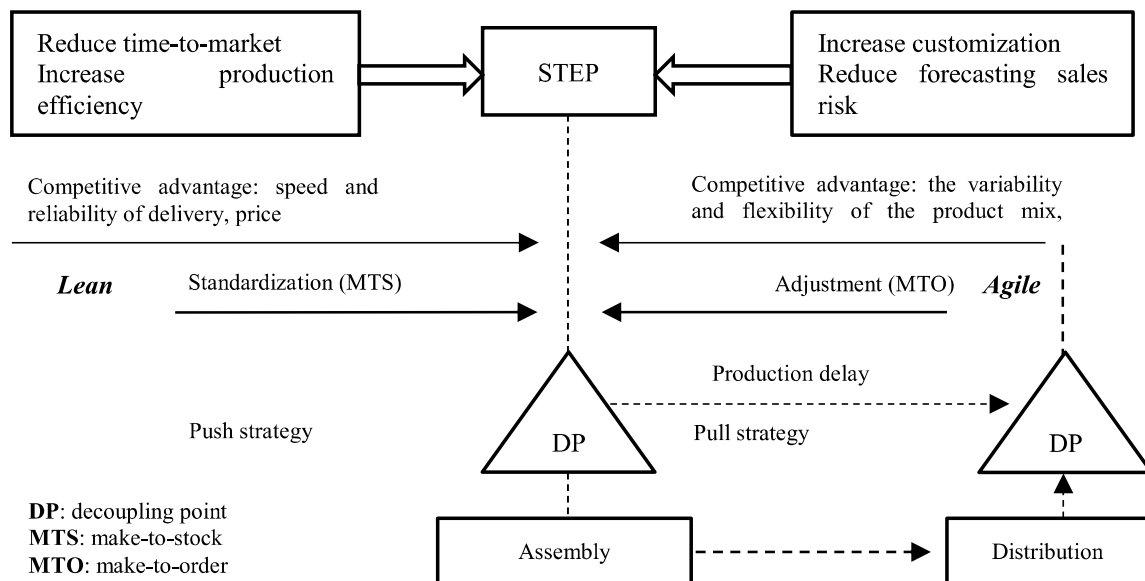 Reduce time-to-market
Increase production
efficiency
STEP
Increase customization
Reduce forecasting sales
risk
Competitive advantage: speed and
reliability of delivery, price
Competitive advantage: the variability
and flexibility of the product mix,
Lean
Standardization (MTS)
Adjustment (MTO)
Agile
Production delay
Push strategy
Pull strategy
DP
DP
DP: decoupling point
MTS: make-to-stock
MTO: make-to-order
Assembly
Distribution